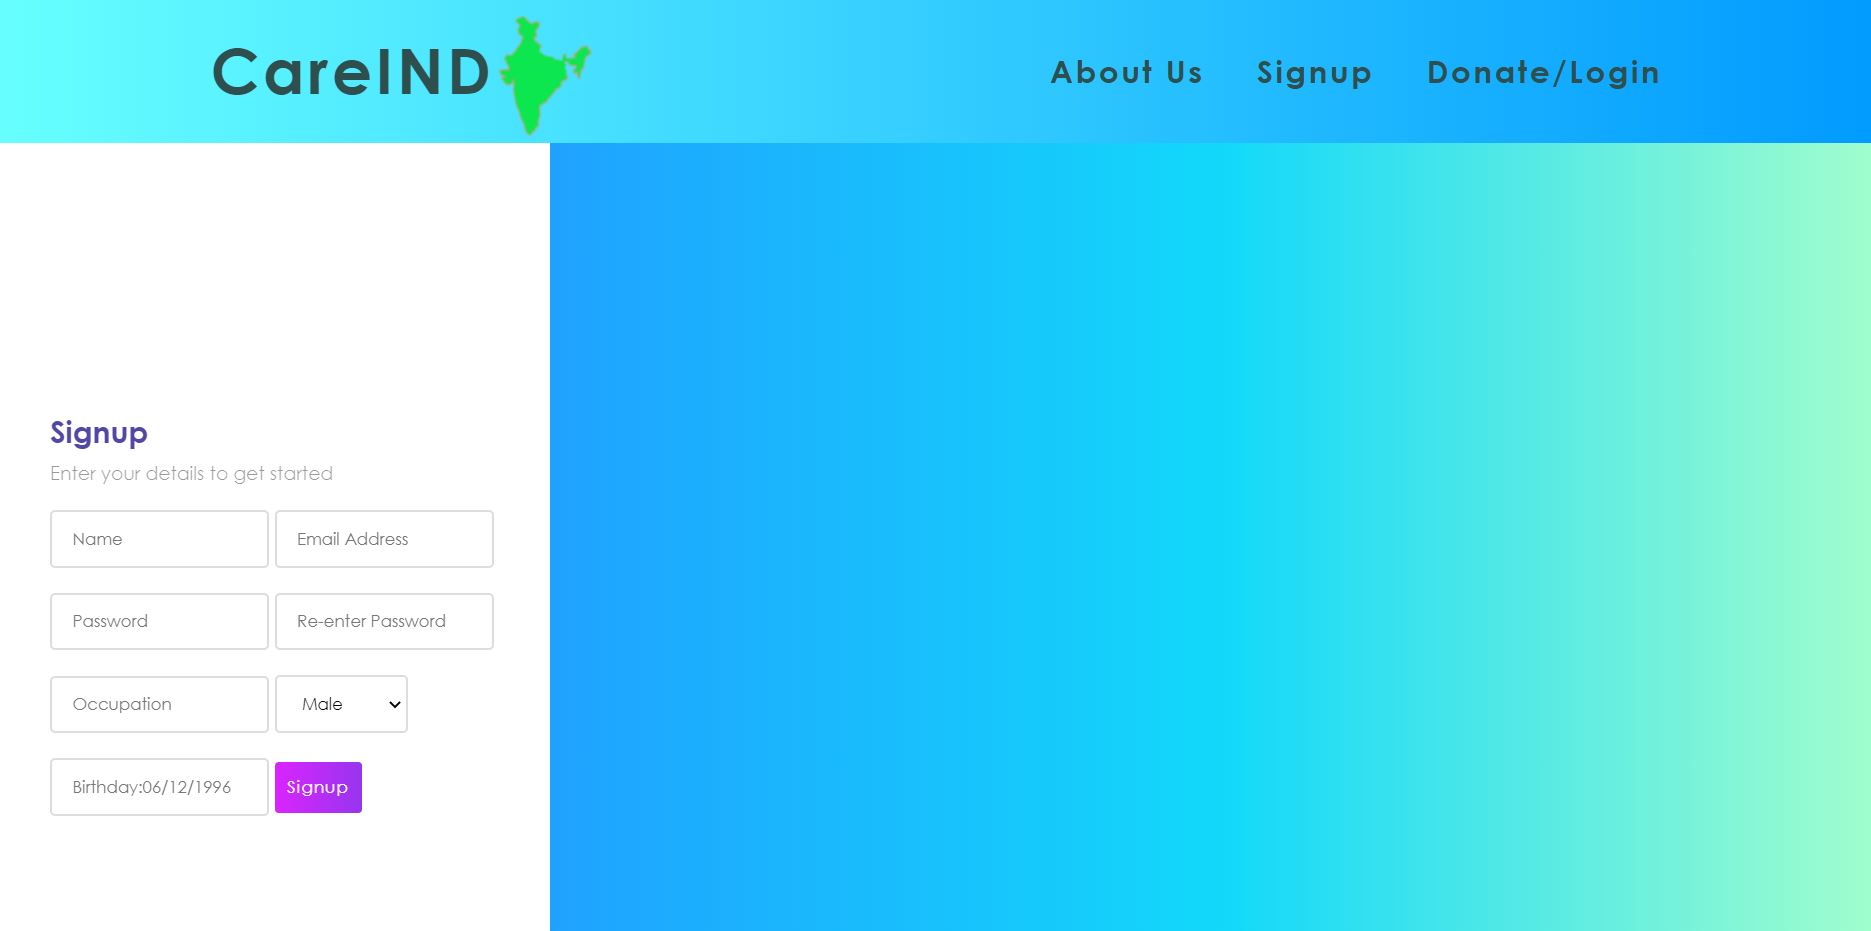 CareIND
About Us Signup Donate/Login
Signup
Enter your details to get started
Name Email Address
Password Re-enter Password
Occupation Male
Birthday:06/12/1996 Signup